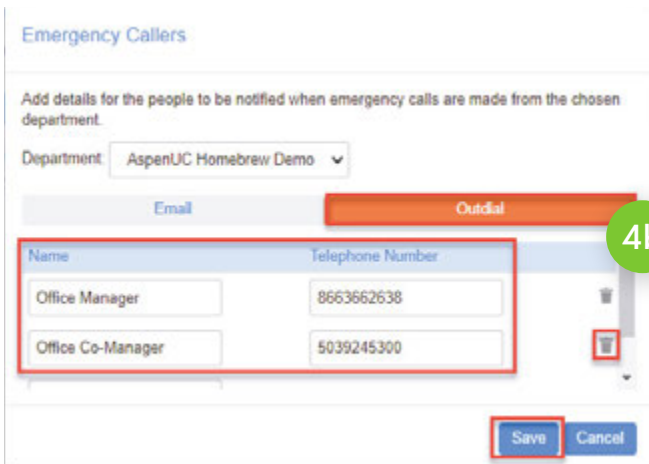 Emergency Callers
Add details for the people to be notified when emergency calls are made from the chosen
department.
Department: AspenUC Homebrew Demo
Email Outdial
4b
Name Telephone Number
Office Manager 8663662638
Office Co-Manager 5039245300
Save Cancel